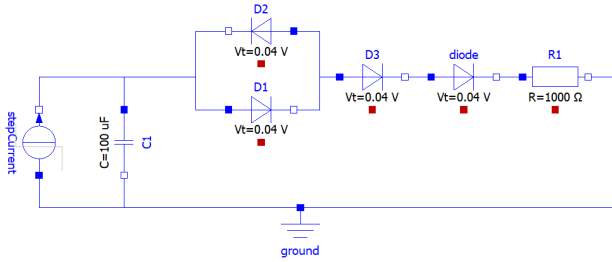 D2
Vt=0.04 V
D1
Vt=0.04 V
D3
Vt=0.04 V
diode
Vt=0.04 V
R1
R=1000 Ω
stepCurrent
C=100 uF
C1
ground